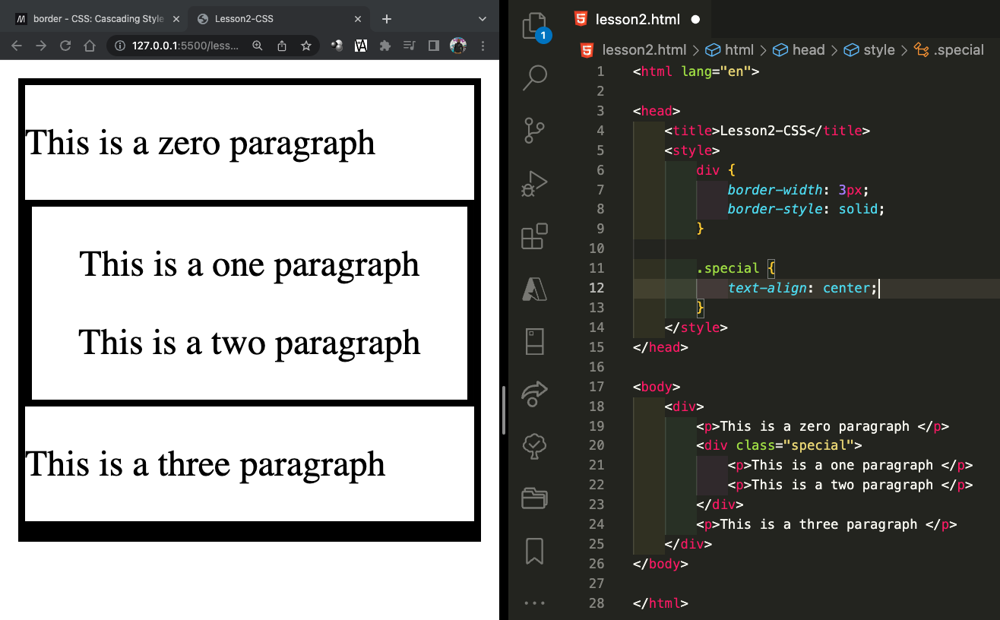 border - CSS: Cascading Style
Lesson2-CSS
127.0.0.1:5500/less...
This is a zero paragraph
This is a one paragraph
This is a two paragraph
This is a three paragraph
1
lesson2.html
lesson2.html > html > head > style > .special
1 <html lang="en">
2
3 <head>
4 <title>Lesson2-CSS</title>
5 <style>
6 div {
7 border-width: 3px;
8 border-style: solid;
9 }
10
11 .special {
12 text-align: center;
13 }
14 </style>
15 </head>
16
17 <body>
18 <div>
19 <p>This is a zero paragraph </p>
20 <div class="special">
21 <p>This is a one paragraph </p>
22 <p>This is a two paragraph </p>
23 </div>
24 <p>This is a three paragraph </p>
25 </div>
26 </body>
27
28 </html>